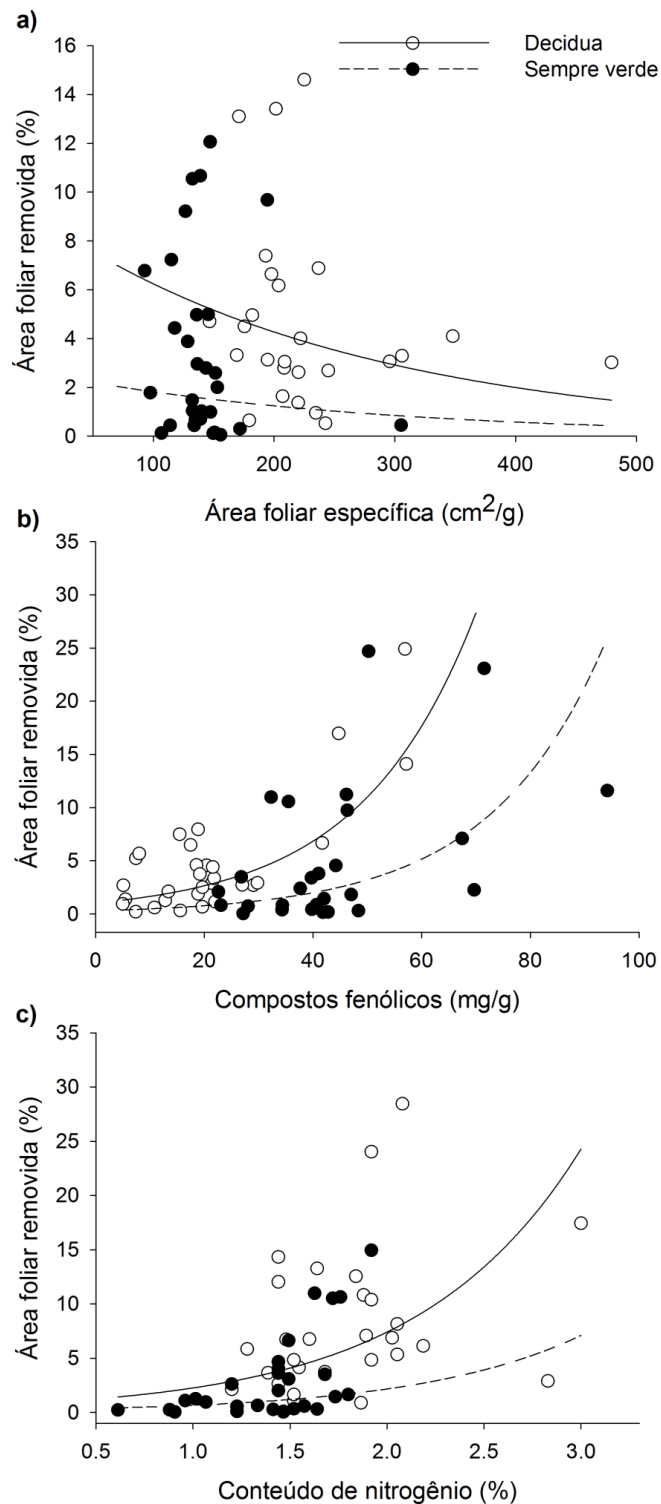 a)
Decidua
Sempre verde
16
14
12
10
8
6
4
2
0
Área foliar removida (%)
100 200 300 400 500
Área foliar específica (cm²/g)
b)
35
30
25
20
15
10
5
0
Área foliar removida (%)
0 20 40 60 80 100
Compostos fenólicos (mg/g)
c)
35
30
25
20
15
10
5
0
Área foliar removida (%)
0.5 1.0 1.5 2.0 2.5 3.0
Conteúdo de nitrogênio (%)